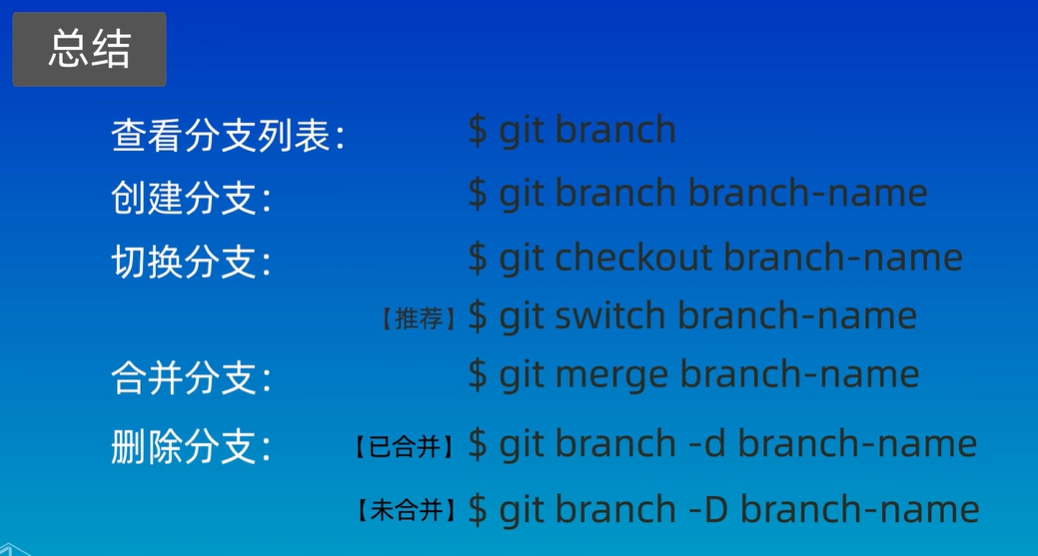 总结
查看分支列表： $ git branch
创建分支： $ git branch branch-name
切换分支： $ git checkout branch-name
【推荐】 $ git switch branch-name
合并分支： $ git merge branch-name
删除分支： 【已合并】 $ git branch -d branch-name
【未合并】 $ git branch -D branch-name